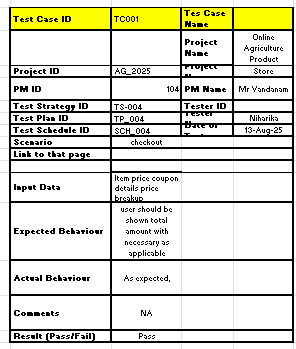 Test Case ID TC001 Tes Case
Name
Project
Name
Online
Agriculture
Product
Project ID AG_2025 Project Store
PM ID 104 PM Name Mr Vandanam
Test Strategy ID TS-004 Tester ID
Test Plan ID TP_004 Tester Niharika
Test Schedule ID SCH_004 Date of 13-Aug-25
Scenario checkout
Link to that page
Input Data
Item price coupon
details price
breakup
Expected Behaviour
user should be
shown total
amount with
necessary as
applicable
Actual Behaviour As expected,
Comments NA
Result (Pass/Fail) Pass